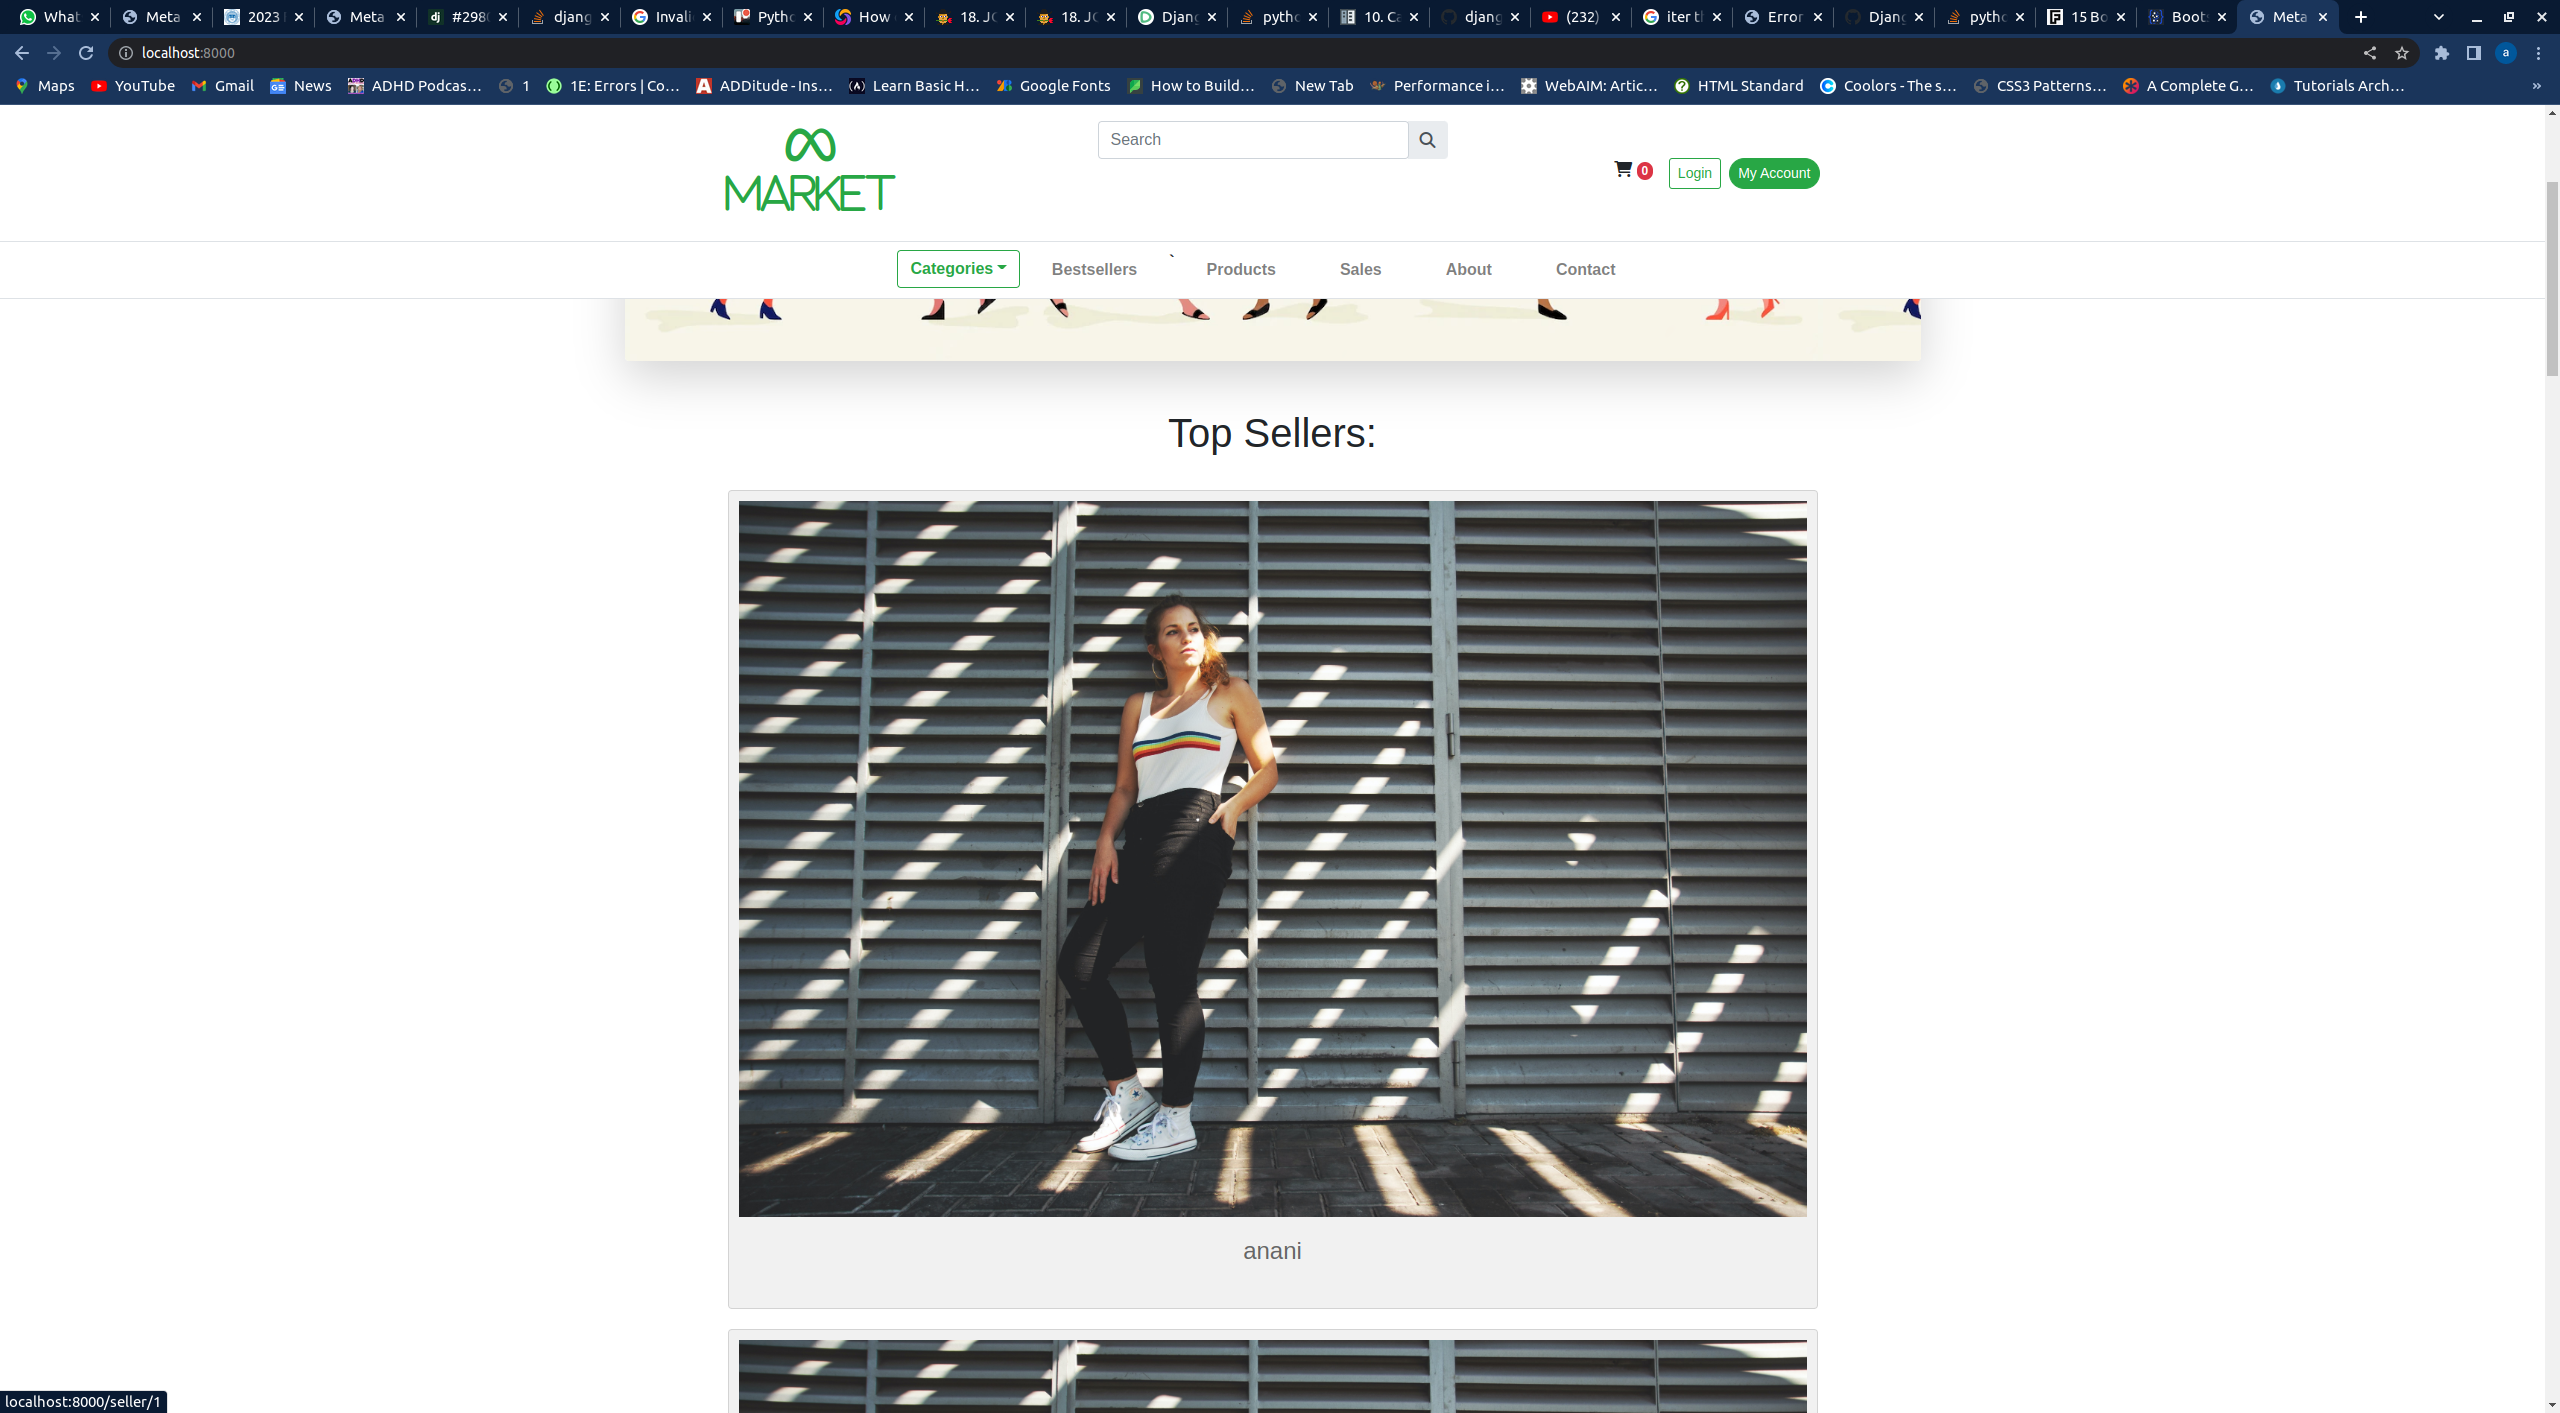 What
Meta
2023
Meta
#298
djang
Invali
Pytho
How
18. JO
18. JO
Djang
pytho
10. Ca
djang
(232)
iter t
Error
Djang
pytho
15 Bo
Boots
Meta
localhost:8000
a
Maps
YouTube
Gmail
News
ADHD Podcas…
1
1E: Errors | Co…
ADDitude - Ins…
Learn Basic H…
Google Fonts
How to Build…
New Tab
Performance i…
WebAIM: Artic…
HTML Standard
Coolors - The s…
CSS3 Patterns…
A Complete G…
Tutorials Arch…
»
MARKET
Search
0
Login
My Account
Categories
Bestsellers
`
Products
Sales
About
Contact
Top Sellers:
anani
localhost:8000/seller/1